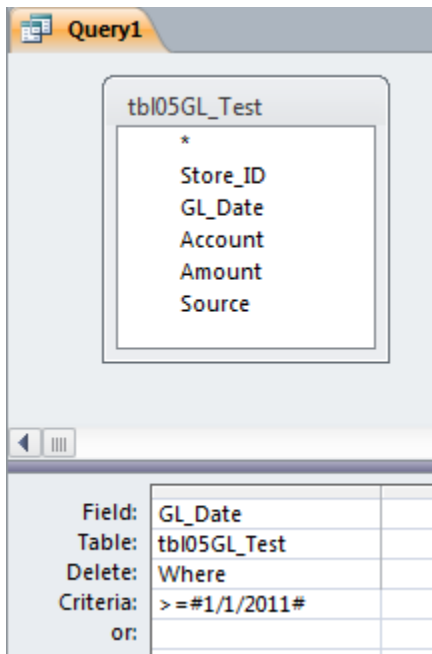 Query1
tbl05GL_Test
*
Store_ID
GL_Date
Account
Amount
Source
Field: GL_Date
Table: tbl05GL_Test
Delete: Where
Criteria: >=#1/1/2011#
or: